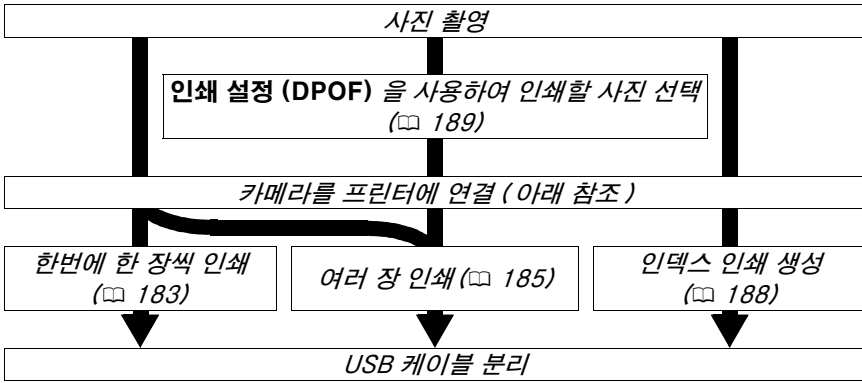 사진 촬영
인쇄 설정 (DPOF) 을 사용하여 인쇄할 사진 선택
(📖 189)
카메라를 프린터에 연결 ( 아래 참조 )
한번에 한 장씩 인쇄
(📖 183)
여러 장 인쇄 (📖 185)
인덱스 인쇄 생성
(📖 188)
USB 케이블 분리